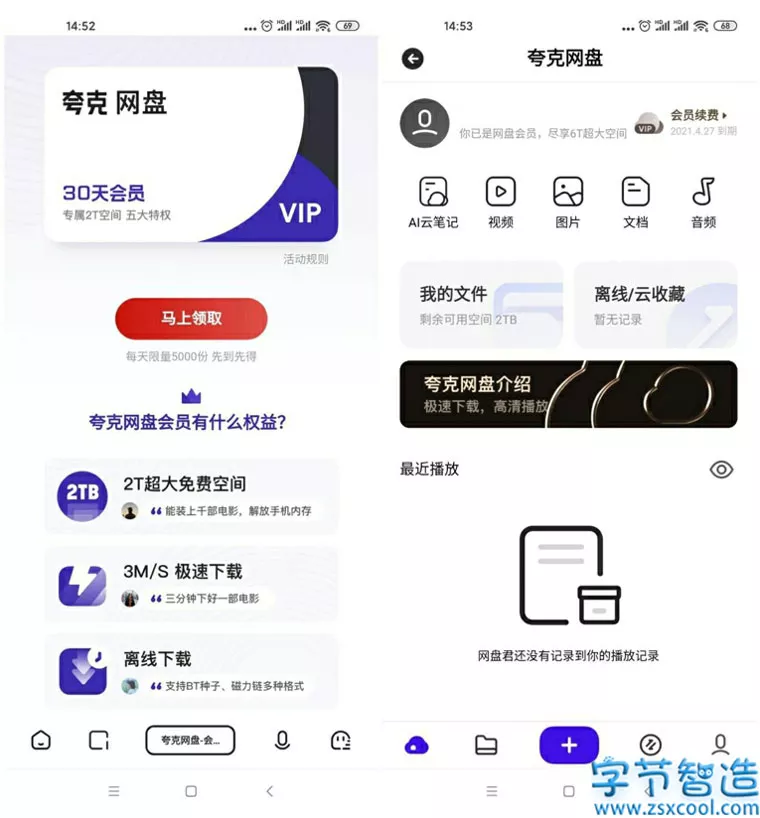 14:52
69
夸克 网盘
30天会员
专属2T空间 五大特权
VIP
活动规则
马上领取
每天限量5000份 先到先得
夸克网盘会员有什么权益?
2TB
2T超大免费空间
能装上千部电影，解放手机内存
3M/S 极速下载
三分钟下好一部电影
离线下载
支持BT种子、磁力链多种格式
夸克网盘-会...
14:53
68
夸克网盘
你已是网盘会员，尽享6T超大空间
VIP
会员续费
2021.4.27 到期
AI云笔记
视频
图片
文档
音频
我的文件
剩余可用空间 2TB
离线/云收藏
暂无记录
夸克网盘介绍
极速下载，高清播放
最近播放
网盘君还没有记录到你的播放记录
字节智造
www.zsxcool.com